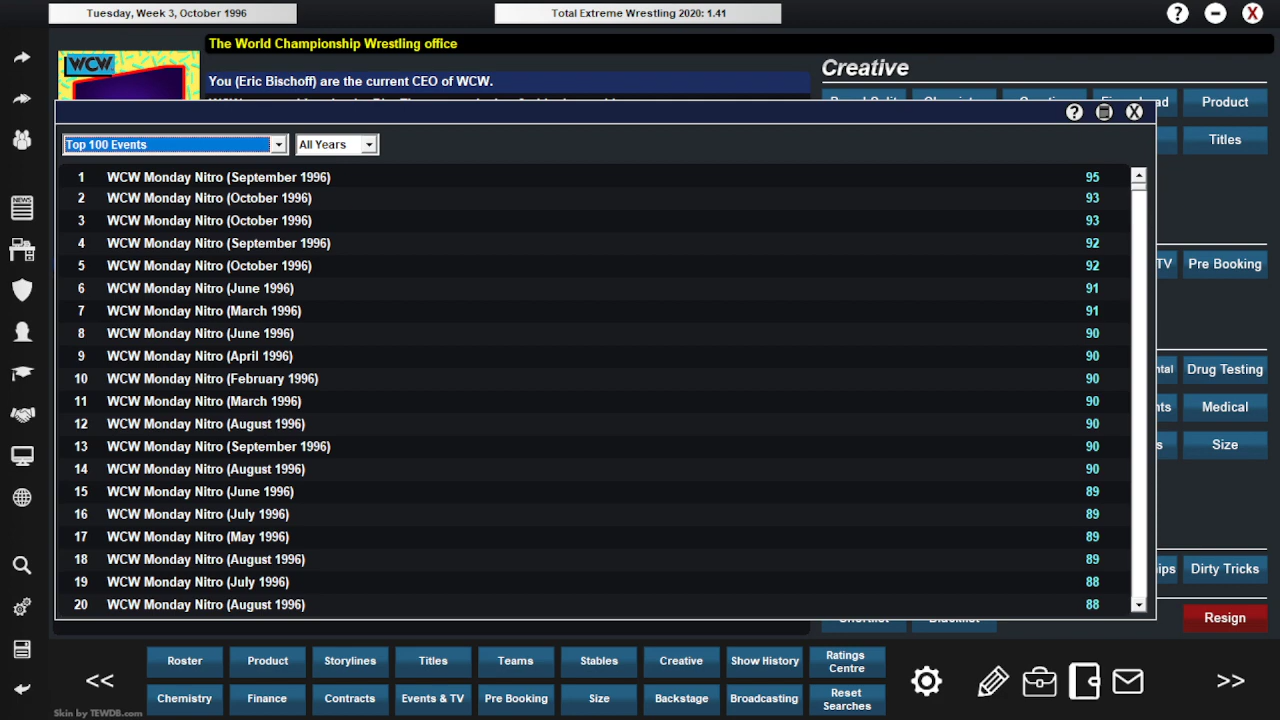 Tuesday, Week 3, October 1996
Total Extreme Wrestling 2020: 1.41
?
X
WCW
The World Championship Wrestling office
You (Eric Bischoff) are the current CEO of WCW.
Creative
Product
Titles
TV
Pre Booking
Drug Testing
Medical
Size
Dirty Tricks
Resign
? X
Top 100 Events
All Years
1 WCW Monday Nitro (September 1996) 95
2 WCW Monday Nitro (October 1996) 93
3 WCW Monday Nitro (October 1996) 93
4 WCW Monday Nitro (September 1996) 92
5 WCW Monday Nitro (October 1996) 92
6 WCW Monday Nitro (June 1996) 91
7 WCW Monday Nitro (March 1996) 91
8 WCW Monday Nitro (June 1996) 90
9 WCW Monday Nitro (April 1996) 90
10 WCW Monday Nitro (February 1996) 90
11 WCW Monday Nitro (March 1996) 90
12 WCW Monday Nitro (August 1996) 90
13 WCW Monday Nitro (September 1996) 90
14 WCW Monday Nitro (August 1996) 90
15 WCW Monday Nitro (June 1996) 89
16 WCW Monday Nitro (July 1996) 89
17 WCW Monday Nitro (May 1996) 89
18 WCW Monday Nitro (August 1996) 89
19 WCW Monday Nitro (July 1996) 88
20 WCW Monday Nitro (August 1996) 88
NEWS
<<
Roster
Product
Storylines
Titles
Teams
Stables
Creative
Show History
Ratings Centre
Chemistry
Finance
Contracts
Events & TV
Pre Booking
Size
Backstage
Broadcasting
Reset Searches
>>
Skin by TEWDB.com